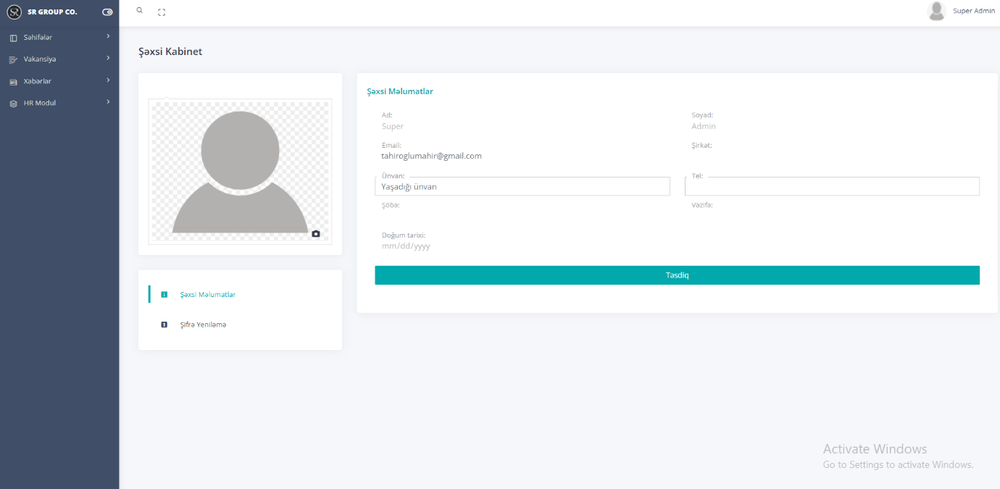 SR GROUP CO.
Super Admin
Səhifələr
Vakansiya
Xəbərlər
HR Modul
Şəxsi Kabinet
Şəxsi Məlumatlar
Ad:
Super
Soyad:
Admin
Email:
tahiroglumahir@gmail.com
Şirkət:
Ünvan:
Yaşadığı ünvan
Tel:
Şöbə:
Vəzifə:
Doğum tarixi:
mm/dd/yyyy
Təsdiq
Şəxsi Məlumatlar
Şifrə Yeniləmə
Activate Windows
Go to Settings to activate Windows.